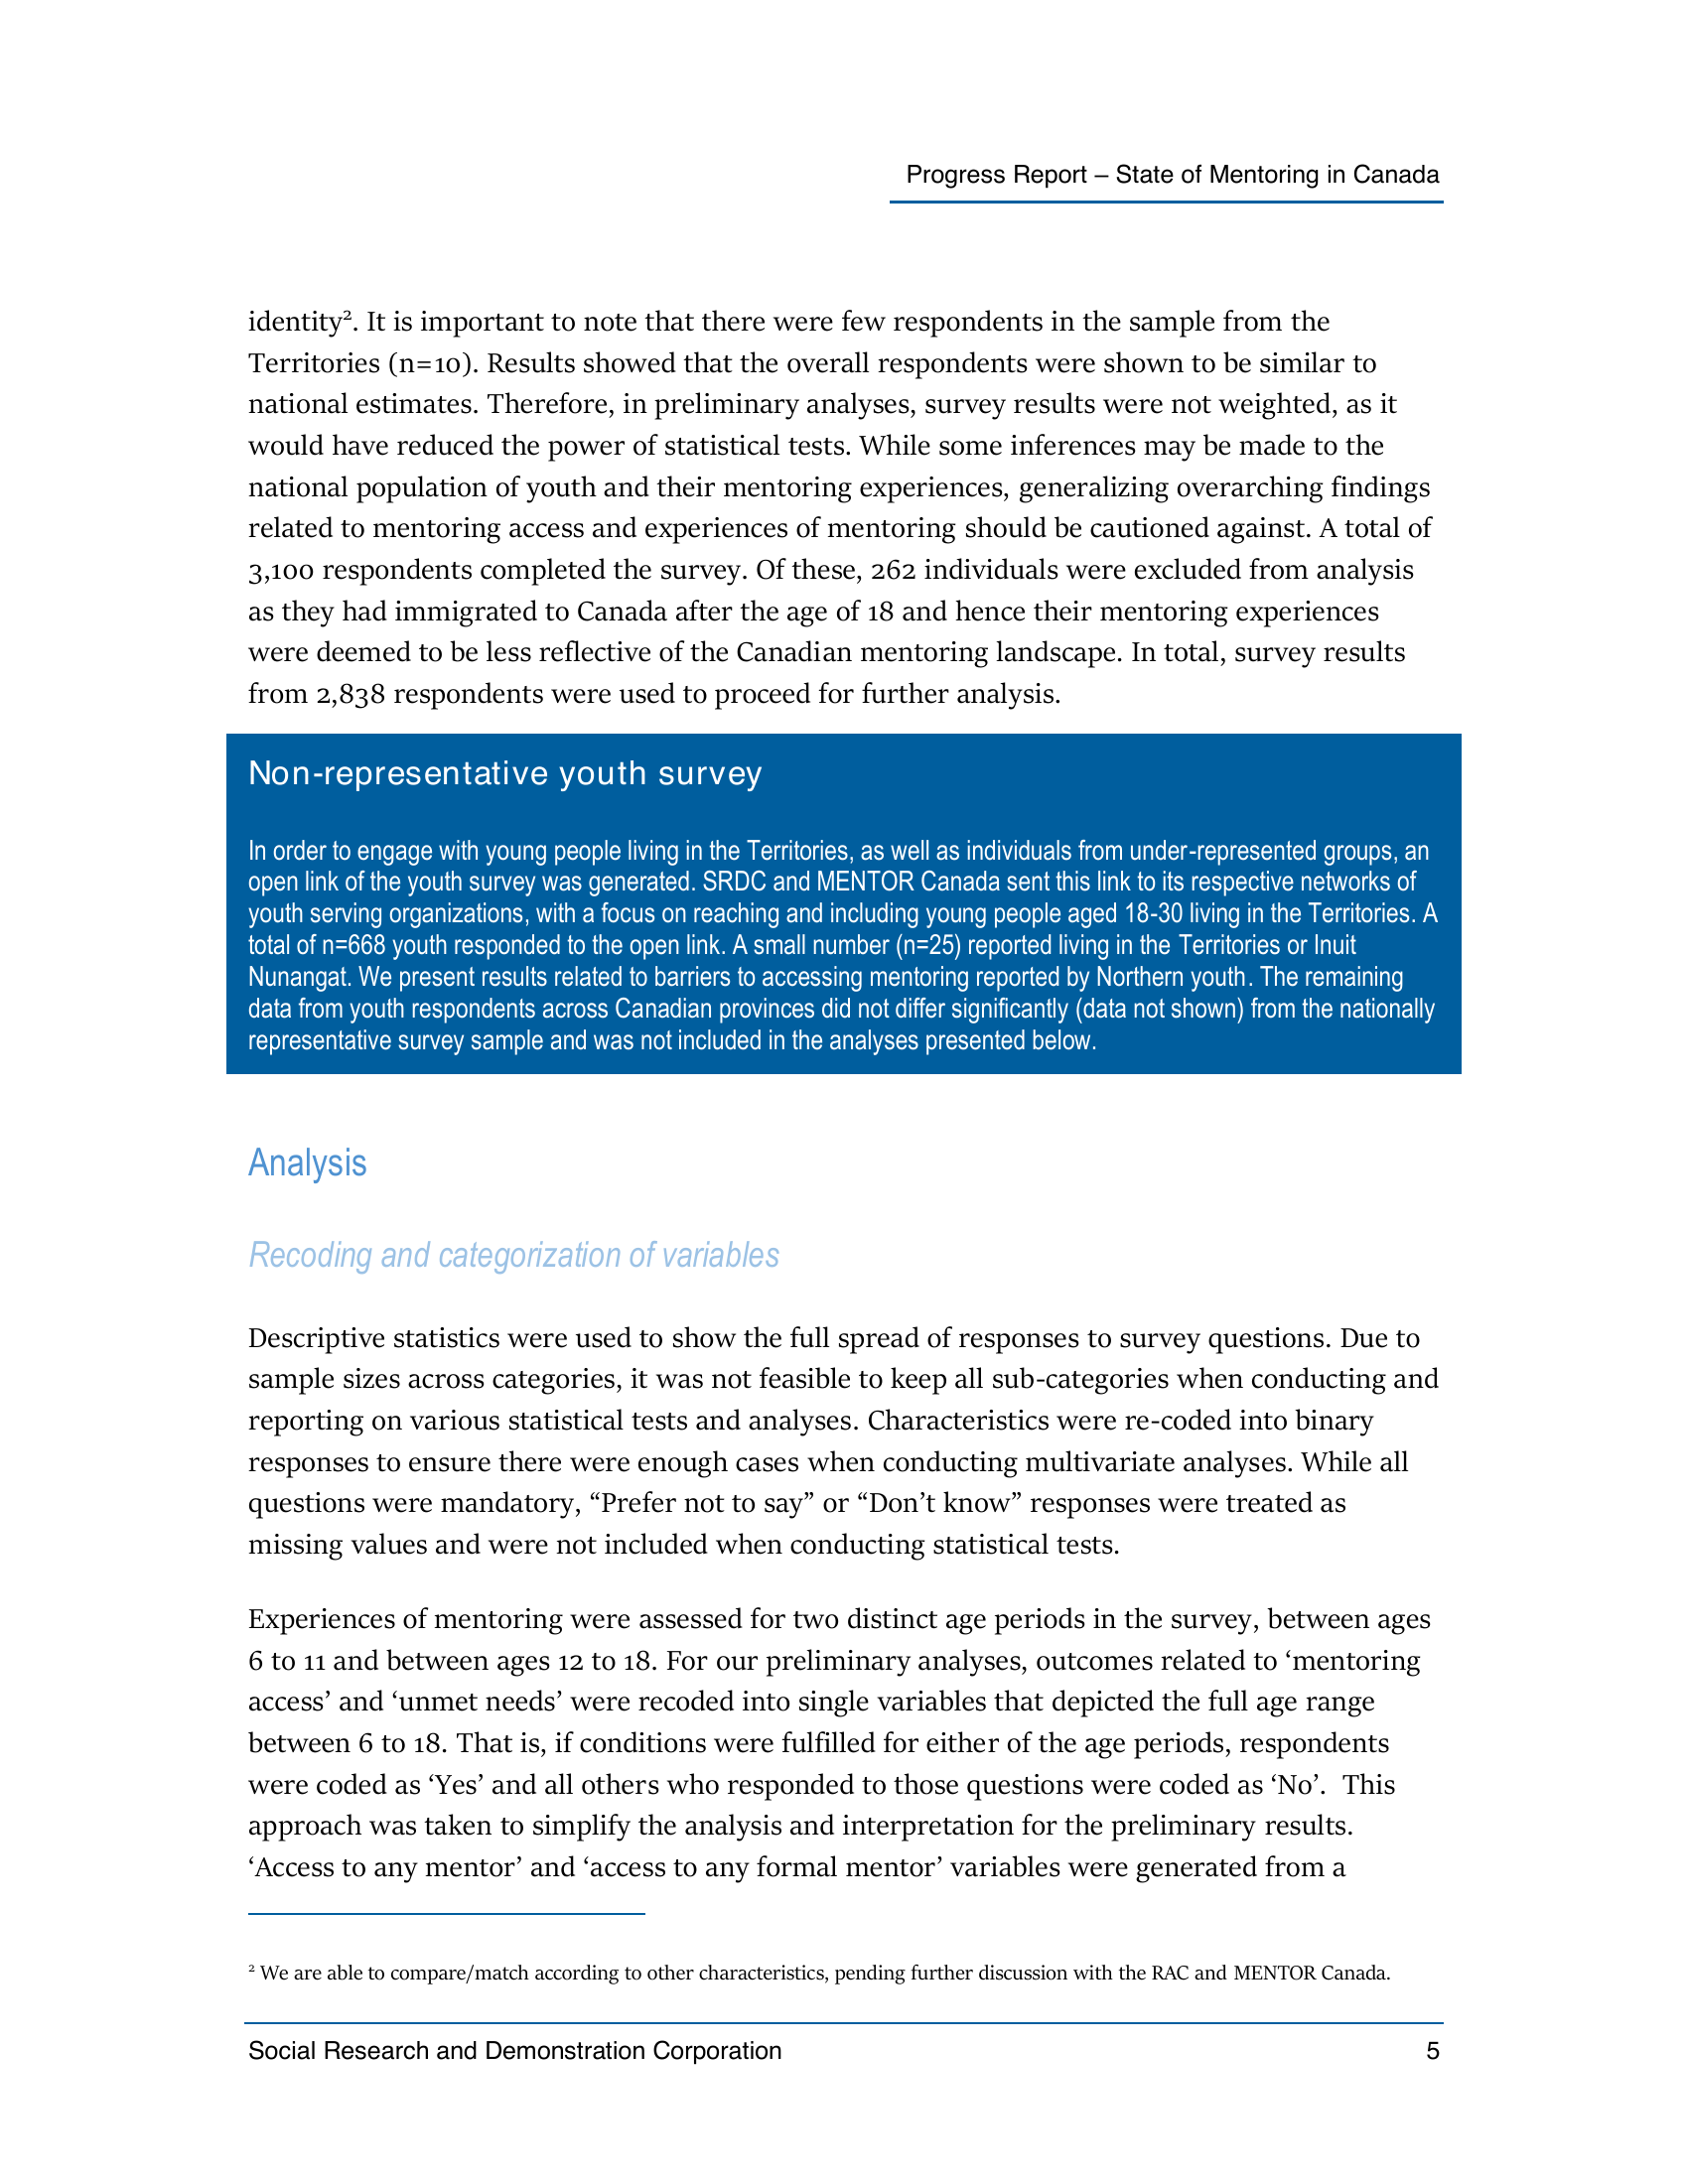 Progress Report – State of Mentoring in Canada
identity². It is important to note that there were few respondents in the sample from the
Territories (n=10). Results showed that the overall respondents were shown to be similar to
national estimates. Therefore, in preliminary analyses, survey results were not weighted, as it
would have reduced the power of statistical tests. While some inferences may be made to the
national population of youth and their mentoring experiences, generalizing overarching findings
related to mentoring access and experiences of mentoring should be cautioned against. A total of
3,100 respondents completed the survey. Of these, 262 individuals were excluded from analysis
as they had immigrated to Canada after the age of 18 and hence their mentoring experiences
were deemed to be less reflective of the Canadian mentoring landscape. In total, survey results
from 2,838 respondents were used to proceed for further analysis.
Non-representative youth survey
In order to engage with young people living in the Territories, as well as individuals from under-represented groups, an
open link of the youth survey was generated. SRDC and MENTOR Canada sent this link to its respective networks of
youth serving organizations, with a focus on reaching and including young people aged 18-30 living in the Territories. A
total of n=668 youth responded to the open link. A small number (n=25) reported living in the Territories or Inuit
Nunangat. We present results related to barriers to accessing mentoring reported by Northern youth. The remaining
data from youth respondents across Canadian provinces did not differ significantly (data not shown) from the nationally
representative survey sample and was not included in the analyses presented below.
Analysis
Recoding and categorization of variables
Descriptive statistics were used to show the full spread of responses to survey questions. Due to
sample sizes across categories, it was not feasible to keep all sub-categories when conducting and
reporting on various statistical tests and analyses. Characteristics were re-coded into binary
responses to ensure there were enough cases when conducting multivariate analyses. While all
questions were mandatory, “Prefer not to say” or “Don’t know” responses were treated as
missing values and were not included when conducting statistical tests.
Experiences of mentoring were assessed for two distinct age periods in the survey, between ages
6 to 11 and between ages 12 to 18. For our preliminary analyses, outcomes related to ‘mentoring
access’ and ‘unmet needs’ were recoded into single variables that depicted the full age range
between 6 to 18. That is, if conditions were fulfilled for either of the age periods, respondents
were coded as ‘Yes’ and all others who responded to those questions were coded as ‘No’.  This
approach was taken to simplify the analysis and interpretation for the preliminary results.
‘Access to any mentor’ and ‘access to any formal mentor’ variables were generated from a
² We are able to compare/match according to other characteristics, pending further discussion with the RAC and MENTOR Canada.
Social Research and Demonstration Corporation 5